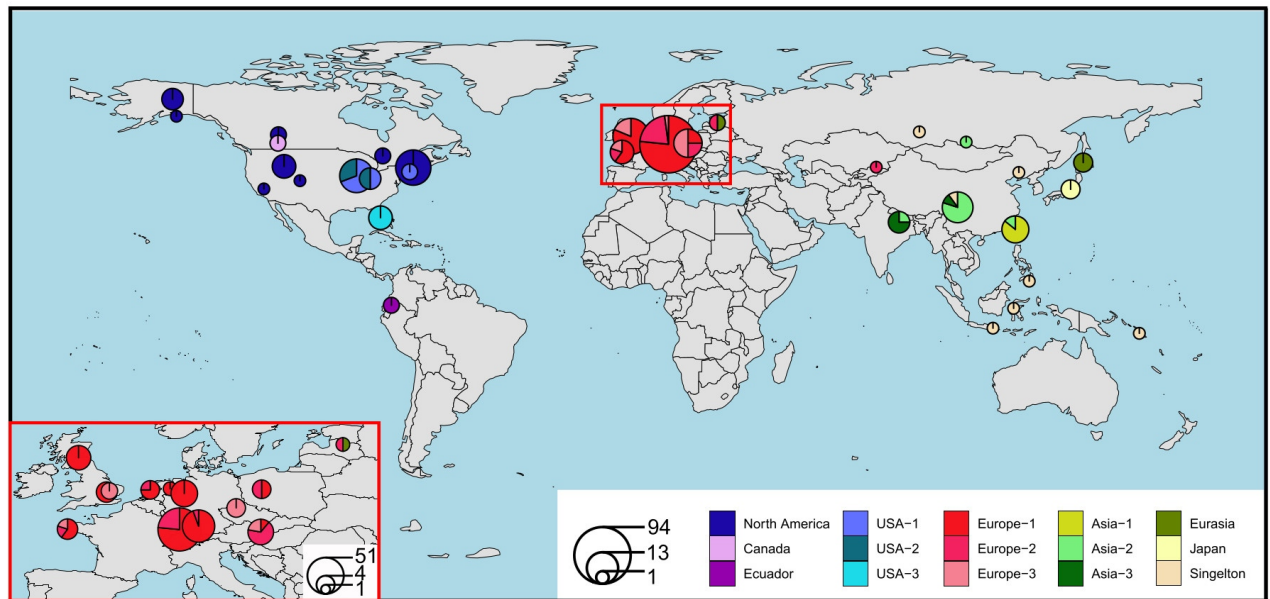 51
4
1
94
13
1
North America
Canada
Ecuador
USA−1
USA−2
USA−3
Europe−1
Europe−2
Europe−3
Asia−1
Asia−2
Asia−3
Eurasia
Japan
Singelton